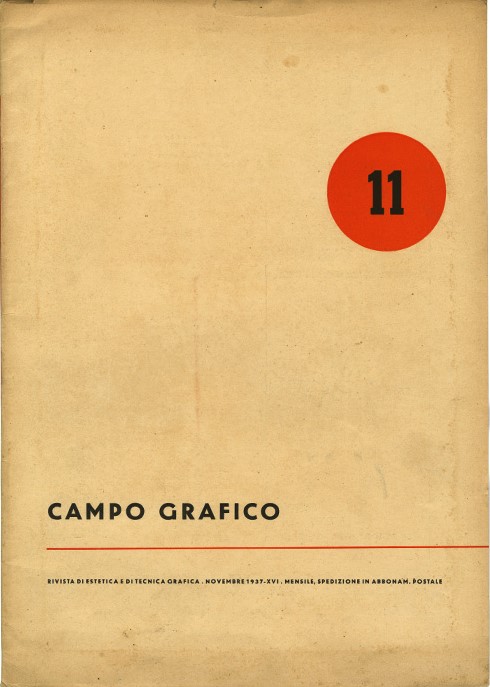 11
CAMPO GRAFICO
RIVISTA DI ESTETICA E DI TECNICA GRAFICA . NOVEMBRE 1937-XVI . MENSILE, SPEDIZIONE IN ABBONAM. POSTALE